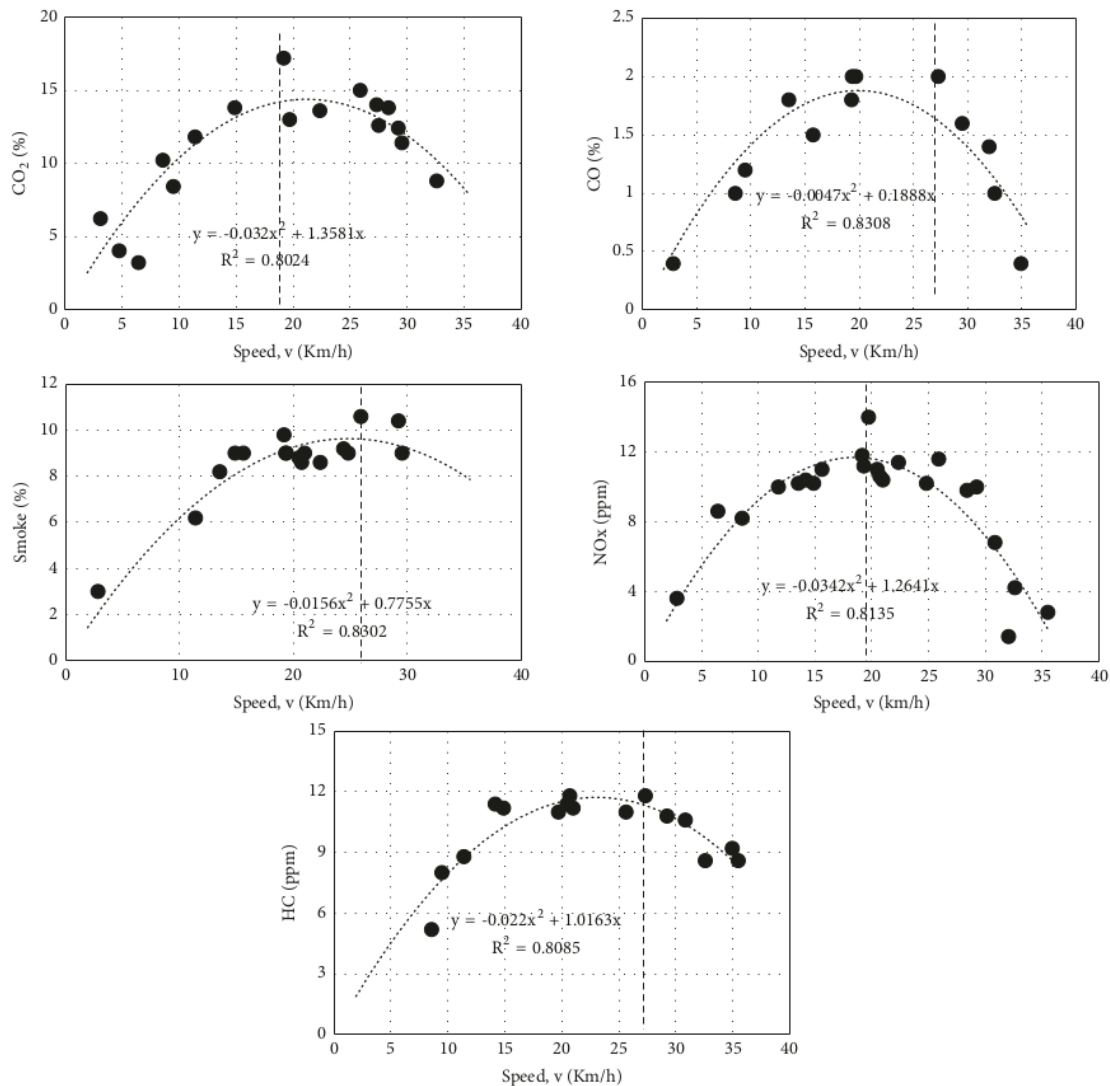 20
15
10
5
0
CO₂ (%)
y = -0.032x² + 1.3581x
R² = 0.8024
0 5 10 15 20 25 30 35 40
Speed, v (Km/h)
2.5
2
1.5
1
0.5
0
CO (%)
y = -0.0047x² + 0.1888x
R² = 0.8308
0 5 10 15 20 25 30 35 40
Speed, v (Km/h)
12
10
8
6
4
2
0
Smoke (%)
y = -0.0156x² + 0.7755x
R² = 0.8302
0 10 20 30 40
Speed, v (Km/h)
16
12
8
4
0
NOx (ppm)
y = -0.0342x² + 1.2641x
R² = 0.8135
0 5 10 15 20 25 30 35 40
Speed, v (km/h)
15
12
9
6
3
0
HC (ppm)
y = -0.022x² + 1.0163x
R² = 0.8085
0 5 10 15 20 25 30 35 40
Speed, v (Km/h)